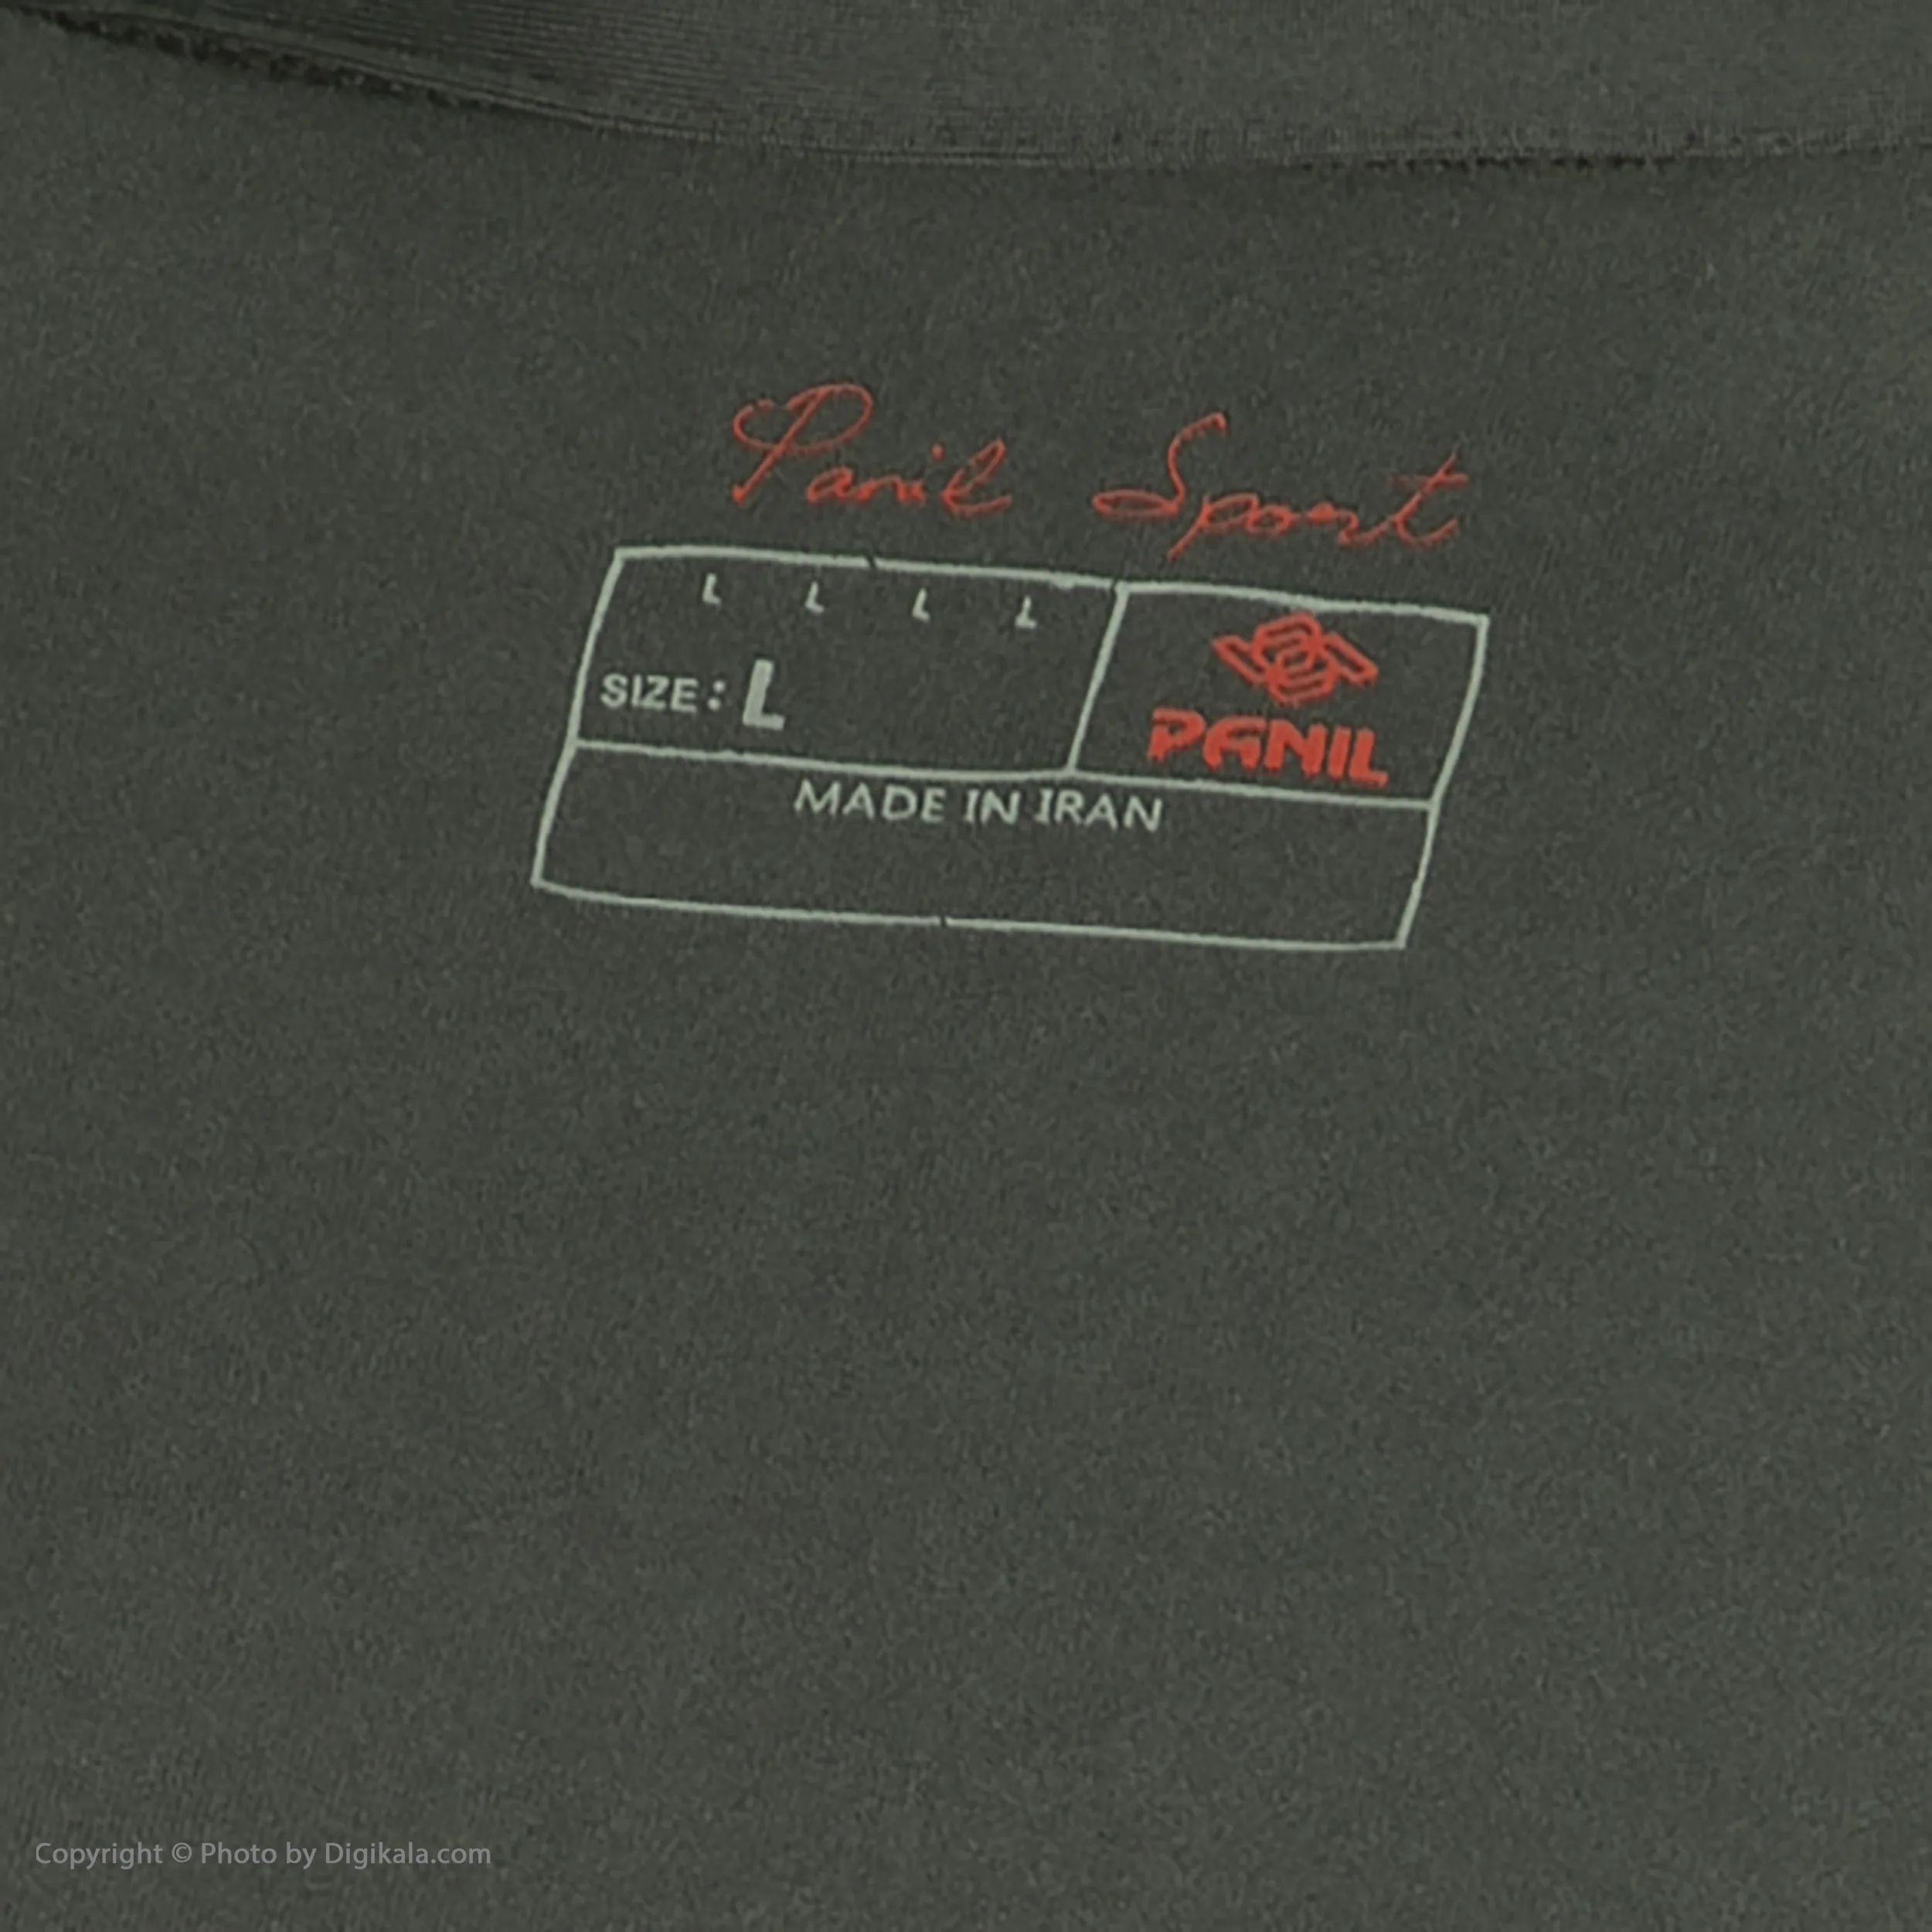 Panil Sport
L L L L
SIZE: L
PANIL
MADE IN IRAN
Copyright © Photo by Digikala.com